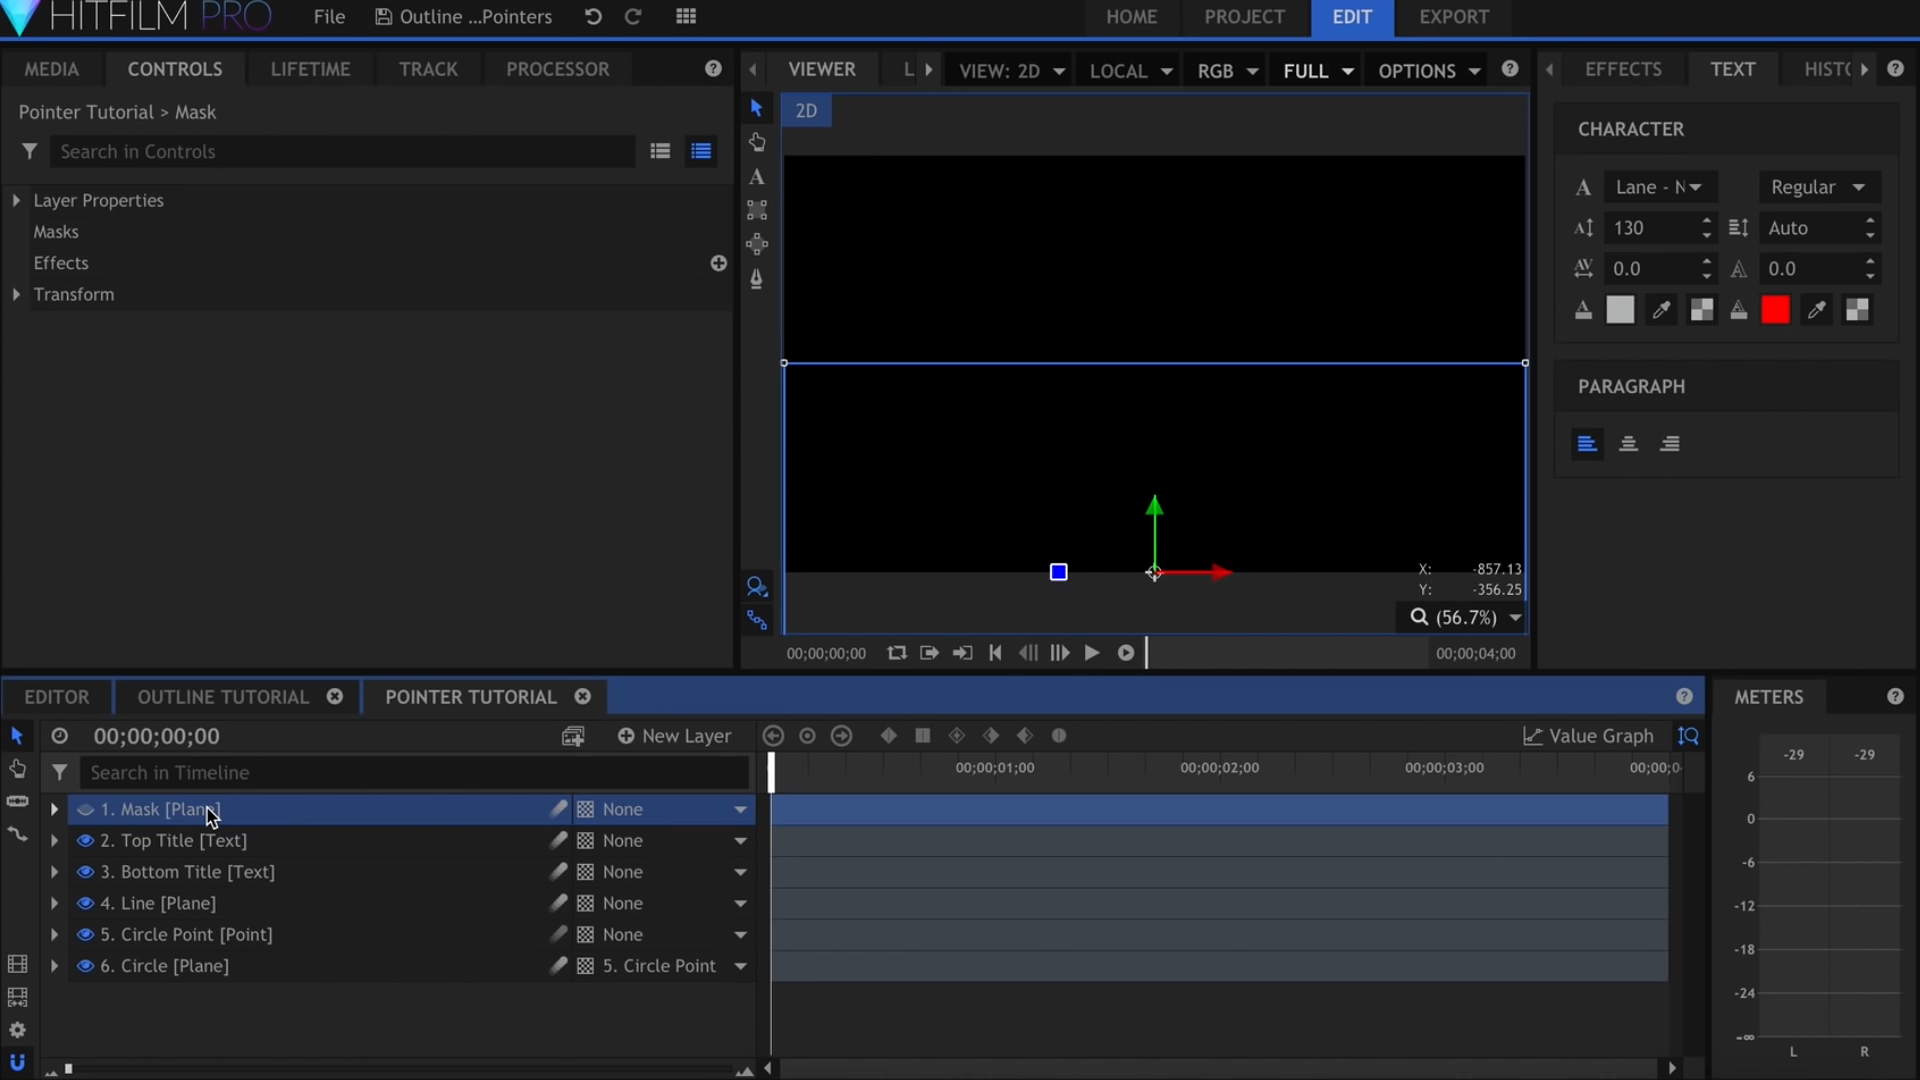 HITFILM PRO
File
Outline ...Pointers
HOME
PROJECT
EDIT
EXPORT
MEDIA
CONTROLS
LIFETIME
TRACK
PROCESSOR
Pointer Tutorial > Mask
Search in Controls
Layer Properties
Masks
Effects
Transform
VIEWER
L
VIEW: 2D
LOCAL
RGB
FULL
OPTIONS
2D
A
X: -857.13
Y: -356.25
(56.7%)
00;00;00;00
00;00;04;00
EFFECTS
TEXT
CHARACTER
A
Lane - N
Regular
130
Auto
0.0
0.0
PARAGRAPH
EDITOR
OUTLINE TUTORIAL
POINTER TUTORIAL
00;00;00;00
New Layer
Value Graph
Search in Timeline
00;00;01;00
00;00;02;00
00;00;03;00
1. Mask [Plane]
None
2. Top Title [Text]
None
3. Bottom Title [Text]
None
4. Line [Plane]
None
5. Circle Point [Point]
None
6. Circle [Plane]
5. Circle Point
METERS
-29
-29
6
0
-6
-12
-18
-24
-∞
L
R